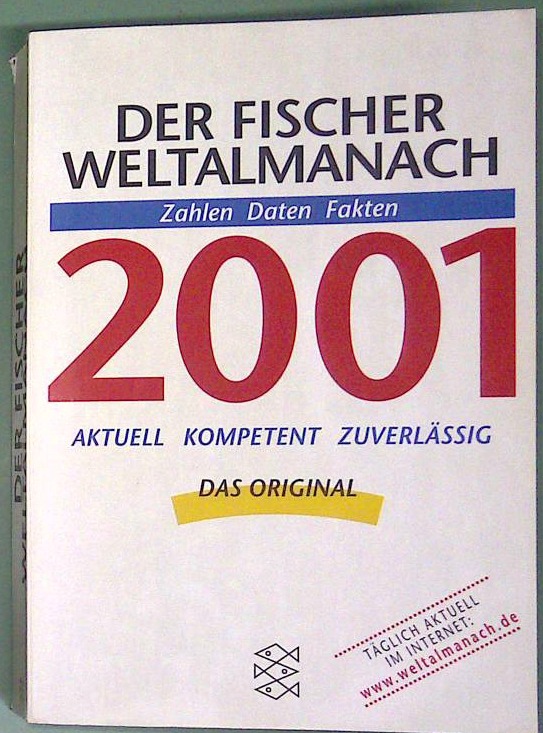 DER FISCHER
WELTALMANACH
Zahlen Daten Fakten
2001
AKTUELL KOMPETENT ZUVERLÄSSIG
DAS ORIGINAL
TÄGLICH AKTUELL
IM INTERNET:
www.weltalmanach.de
DER FISCHER